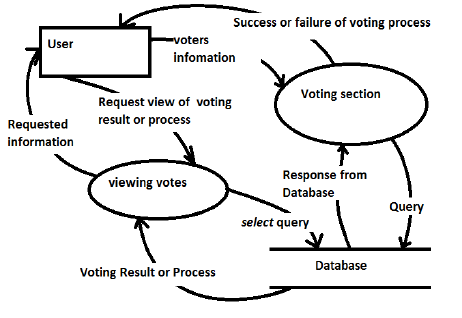 Success or failure of voting process
User
voters
infomation
Voting section
Request view of voting
result or process
Requested
information
viewing votes
Response from
Database
Query
select query
Database
Voting Result or Process